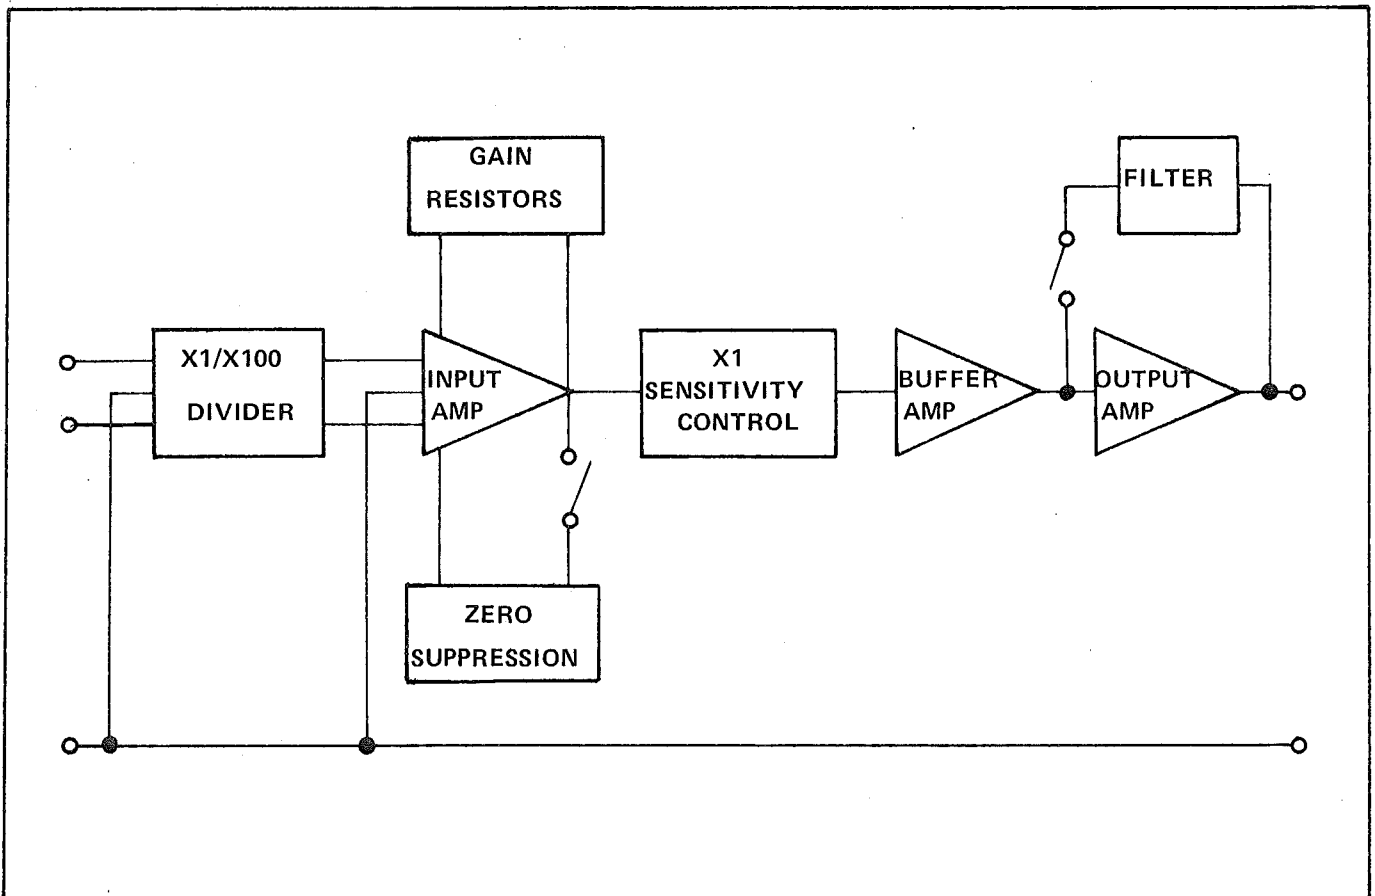 GAIN
RESISTORS
FILTER
X1/X100
DIVIDER
INPUT
AMP
X1
SENSITIVITY
CONTROL
BUFFER
AMP
OUTPUT
AMP
ZERO
SUPPRESSION